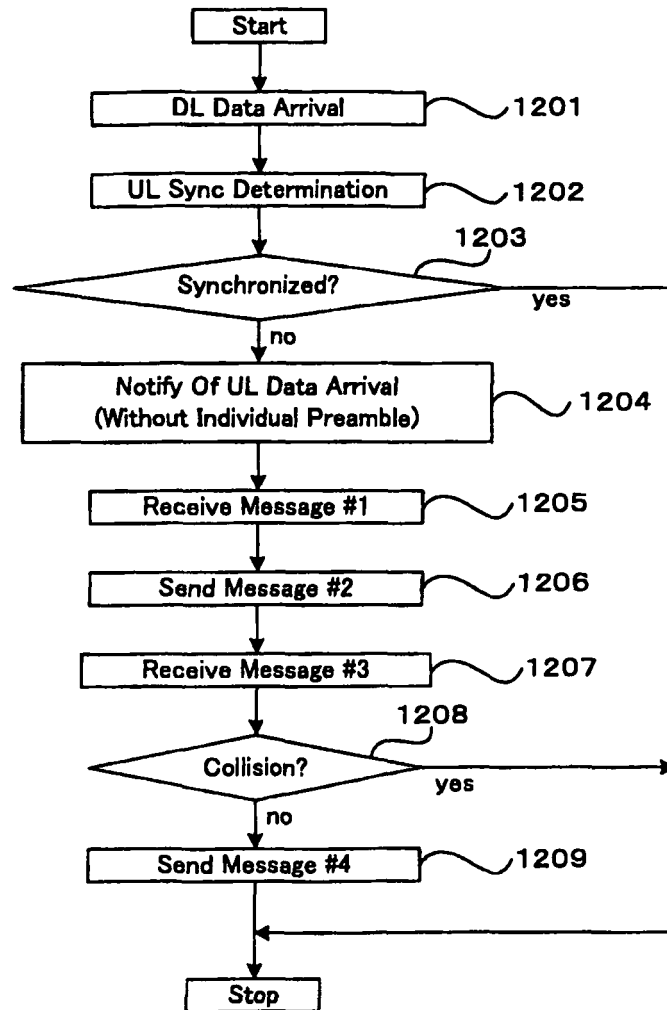 Start
DL Data Arrival
1201
UL Sync Determination
1202
1203
Synchronized?
yes
no
Notify Of UL Data Arrival
(Without Individual Preamble)
1204
Receive Message #1
1205
Send Message #2
1206
Receive Message #3
1207
1208
Collision?
yes
no
Send Message #4
1209
Stop